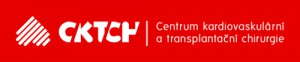 CKTCH
Centrum kardiovaskulární
a transplantační chirurgie